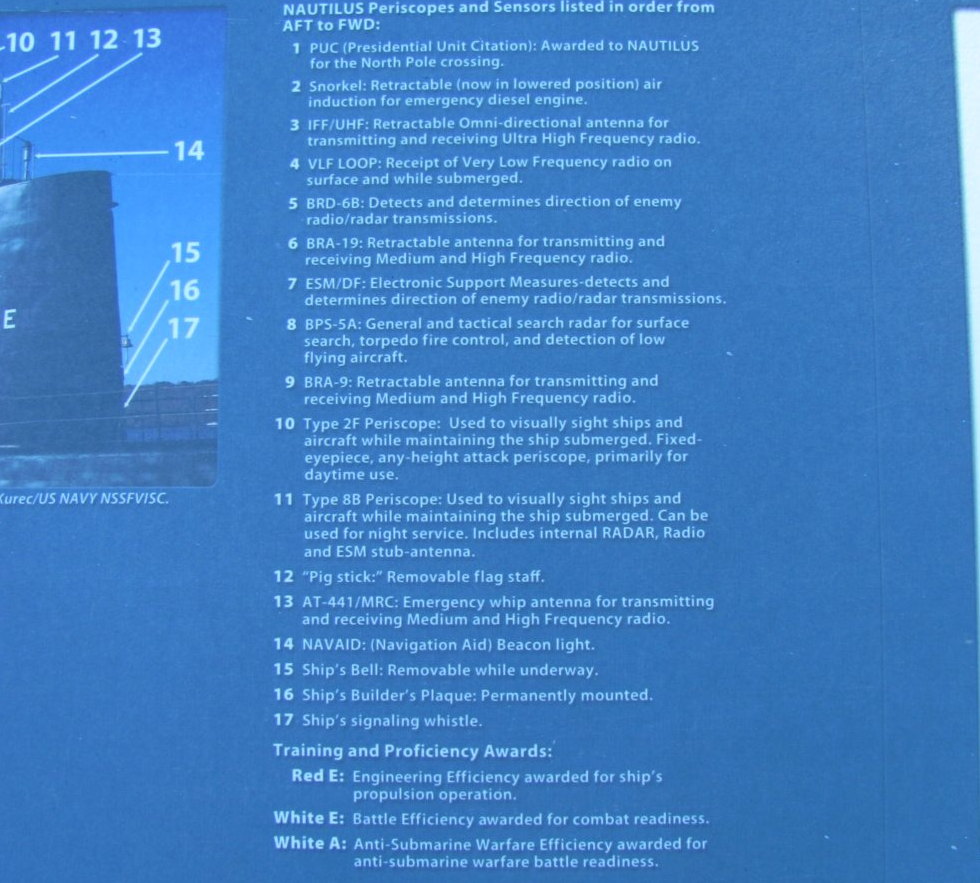 10 11 12 13
14
15
16
17
E
Kurec/US NAVY NSSFVISC.
NAUTILUS Periscopes and Sensors listed in order from
AFT to FWD:
1 PUC (Presidential Unit Citation): Awarded to NAUTILUS
for the North Pole crossing.
2 Snorkel: Retractable (now in lowered position) air
induction for emergency diesel engine.
3 IFF/UHF: Retractable Omni-directional antenna for
transmitting and receiving Ultra High Frequency radio.
4 VLF LOOP: Receipt of Very Low Frequency radio on
surface and while submerged.
5 BRD-6B: Detects and determines direction of enemy
radio/radar transmissions.
6 BRA-19: Retractable antenna for transmitting and
receiving Medium and High Frequency radio.
7 ESM/DF: Electronic Support Measures-detects and
determines direction of enemy radio/radar transmissions.
8 BPS-5A: General and tactical search radar for surface
search, torpedo fire control, and detection of low
flying aircraft.
9 BRA-9: Retractable antenna for transmitting and
receiving Medium and High Frequency radio.
10 Type 2F Periscope: Used to visually sight ships and
aircraft while maintaining the ship submerged. Fixed-
eyepiece, any-height attack periscope, primarily for
daytime use.
11 Type 8B Periscope: Used to visually sight ships and
aircraft while maintaining the ship submerged. Can be
used for night service. Includes internal RADAR, Radio
and ESM stub-antenna.
12 “Pig stick:” Removable flag staff.
13 AT-441/MRC: Emergency whip antenna for transmitting
and receiving Medium and High Frequency radio.
14 NAVAID: (Navigation Aid) Beacon light.
15 Ship's Bell: Removable while underway.
16 Ship's Builder's Plaque: Permanently mounted.
17 Ship's signaling whistle.
Training and Proficiency Awards:
Red E: Engineering Efficiency awarded for ship's
propulsion operation.
White E: Battle Efficiency awarded for combat readiness.
White A: Anti-Submarine Warfare Efficiency awarded for
anti-submarine warfare battle readiness.